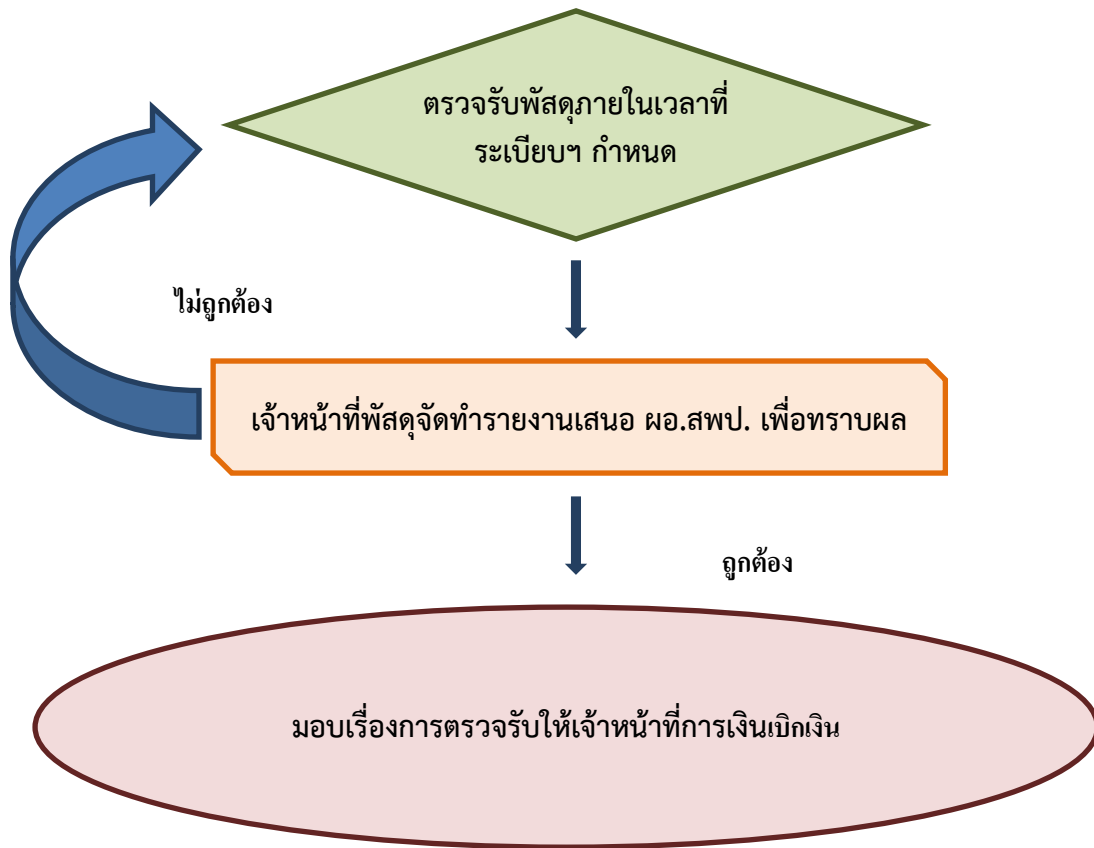 ตรวจรับพัสดุภายในเวลาที่
ระเบียบฯ กำหนด
ไม่ถูกต้อง
เจ้าหน้าที่พัสดุจัดทำรายงานเสนอ ผอ.สพป. เพื่อทราบผล
ถูกต้อง
มอบเรื่องการตรวจรับให้เจ้าหน้าที่การเงินเบิกเงิน